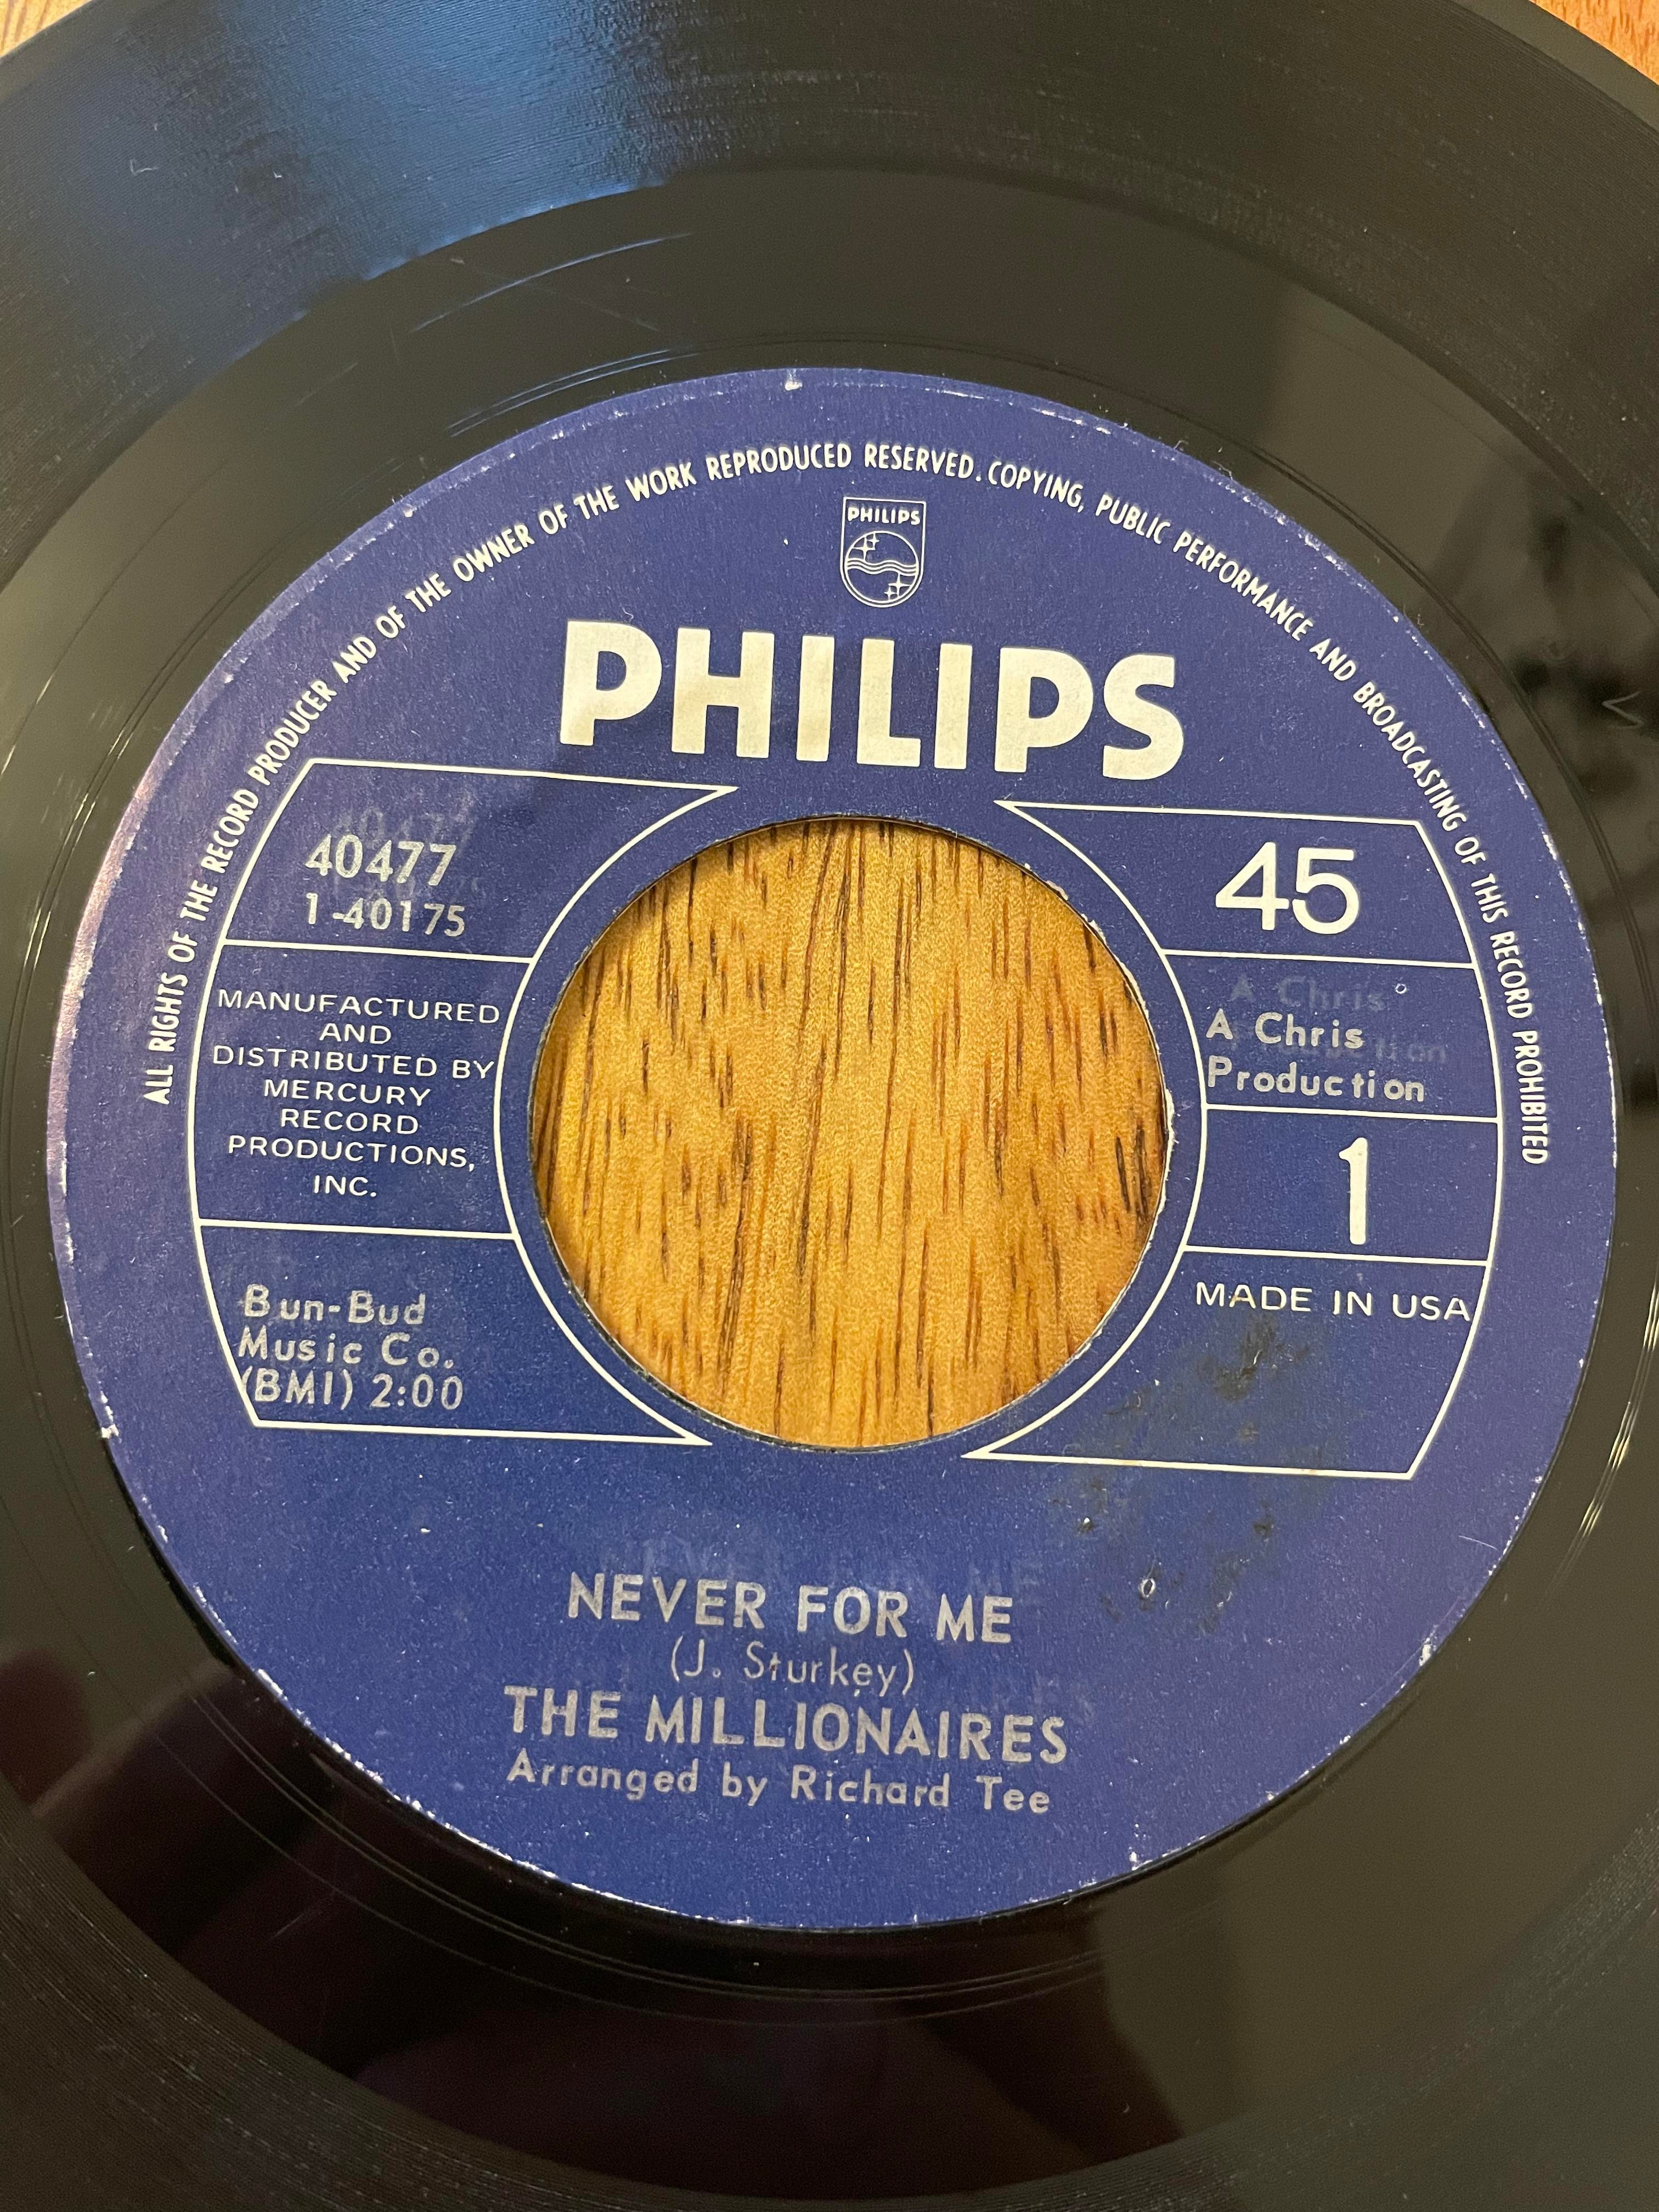 ALL RIGHTS OF THE RECORD PRODUCER AND OF THE OWNER OF THE WORK REPRODUCED RESERVED. COPYING, PUBLIC PERFORMANCE AND BROADCASTING OF THIS RECORD PROHIBITED
PHILIPS
PHILIPS
40477
1-40175
MANUFACTURED
AND
DISTRIBUTED BY
MERCURY
RECORD
PRODUCTIONS,
INC.
Bun-Bud
Music Co.
(BMI) 2:00
45
A Chris
Production
1
MADE IN USA
NEVER FOR ME
(J. Sturkey)
THE MILLIONAIRES
Arranged by Richard Tee